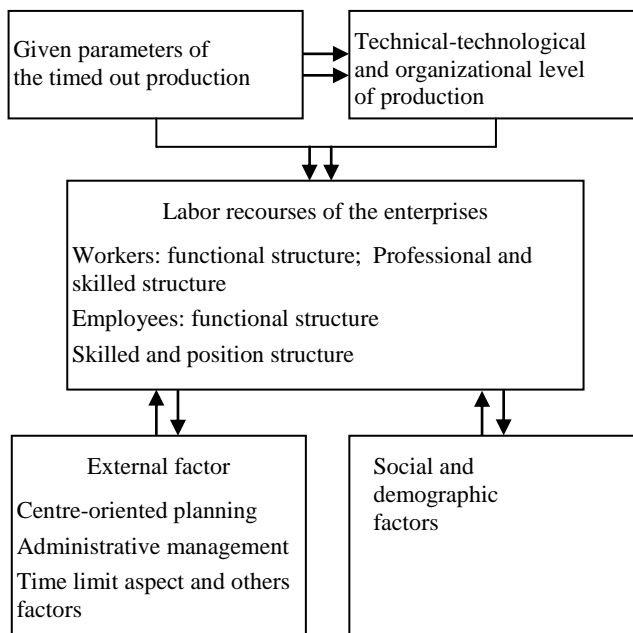 Given parameters of
the timed out production
Technical-technological
and organizational level
of production
Labor recourses of the enterprises
Workers: functional structure; Professional and
skilled structure
Employees: functional structure
Skilled and position structure
External factor
Centre-oriented planning
Administrative management
Time limit aspect and others
factors
Social and
demographic
factors